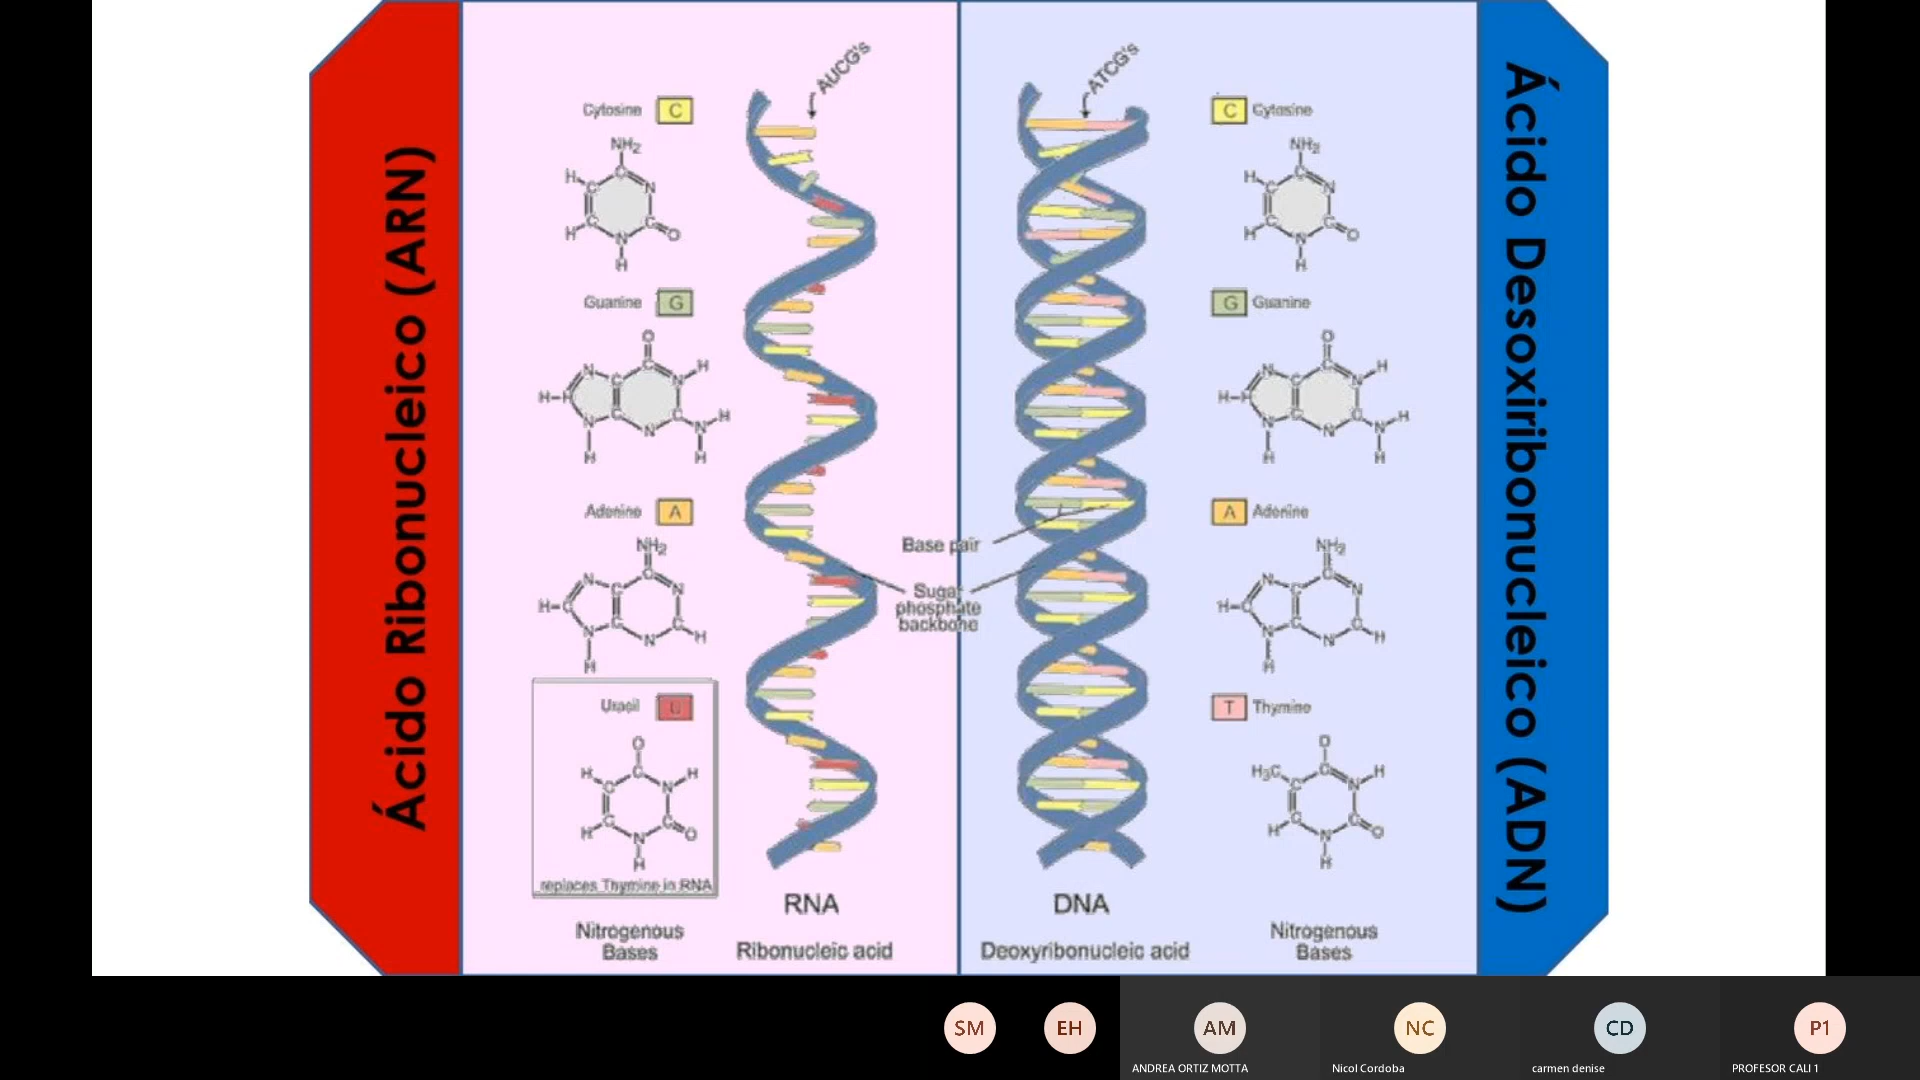 Ácido Ribonucleico (ARN)
AUCG's
Cytosine C
NH2
C
H
C
N
H
C
C
O
N
H
Guanine G
O
N
C
C
N
H
H
H
N
C
N
C
N
H
H
H
Adenine A
NH2
N
C
C
N
H
C
N
C
N
C
H
H
Uracil U
O
H
C
H
C
N
C
C
H
N
O
H
replaces Thymine in RNA
Nitrogenous
Bases
RNA
Ribonucleic acid
Base pair
Sugar
phosphate
backbone
ATCG's
DNA
Deoxyribonucleic acid
C Cytosine
NH2
C
H
C
N
H
C
C
O
N
H
G Guanine
O
N
C
C
N
H
H
H
N
C
N
C
N
H
H
H
A Adenine
NH2
N
C
C
N
H
C
N
C
N
C
H
H
T Thymine
O
H3C
C
H
C
N
C
C
H
N
O
H
Nitrogenous
Bases
Ácido Desoxiribonucleico (ADN)
SM
EH
AM
ANDREA ORTIZ MOTTA
NC
Nicol Cordoba
CD
carmen denise
P1
PROFESOR CALI 1